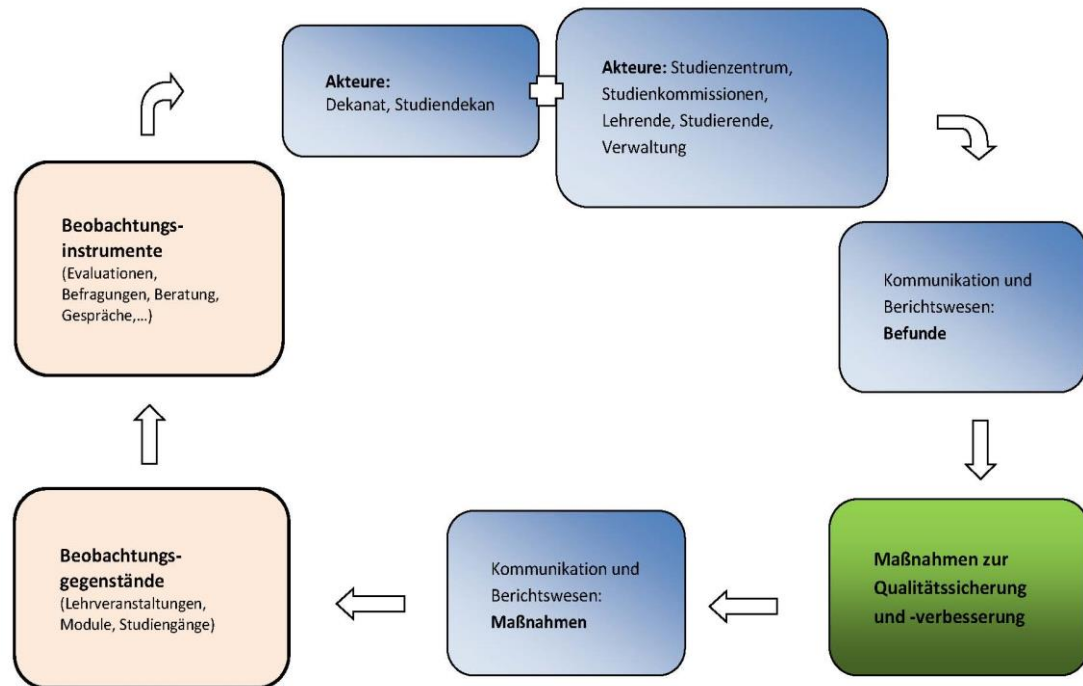 Akteure:
Dekanat, Studiendekan
Akteure: Studienzentrum,
Studienkommissionen,
Lehrende, Studierende,
Verwaltung
Kommunikation und
Berichtswesen:
Befunde
Maßnahmen zur
Qualitätssicherung
und -verbesserung
Kommunikation und
Berichtswesen:
Maßnahmen
Beobachtungs-
gegenstände
(Lehrveranstaltungen,
Module, Studiengänge)
Beobachtungs-
instrumente
(Evaluationen,
Befragungen, Beratung,
Gespräche,...)